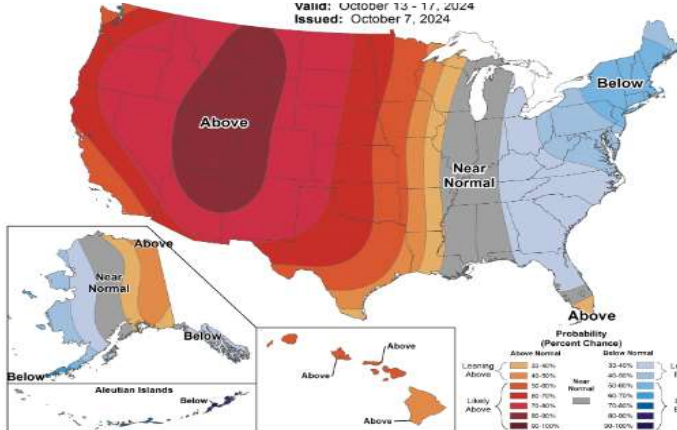 Valid: October 13 - 17, 2024
Issued: October 7, 2024
Below
Above
Near
Normal
Above
Near
Normal
Below
Below
Above
Above
Above
Above
Aleutian Islands
Below
Probability
(Percent Chance)
Above Normal
Below Normal
Leaning
Above
Likely
Above
Near
Normal
33-40%
40-50%
50-60%
60-70%
70-80%
80-90%
90-100%
33-40%
40-50%
50-60%
60-70%
70-80%
80-90%
90-100%